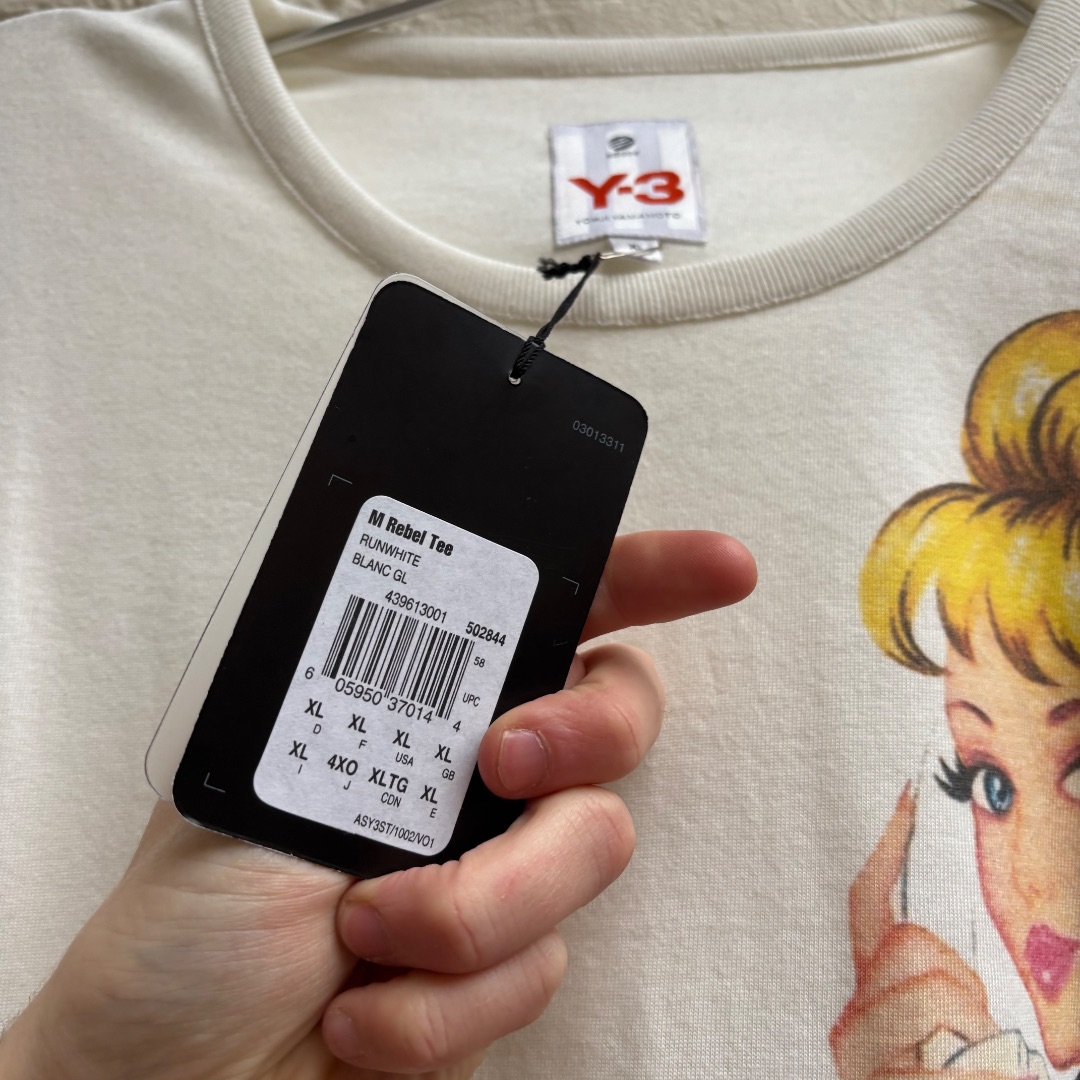 Y-3
YOHJI YAMAMOTO
03013311
M Rebel Tee
RUNWHITE
BLANC GL
439613001 502844
58
UPC
6 05950 37014 4
XL XL XL XL
D F USA GB
XL 4XO XLTG XL
I J CDN E
ASY3ST/1002/VO1